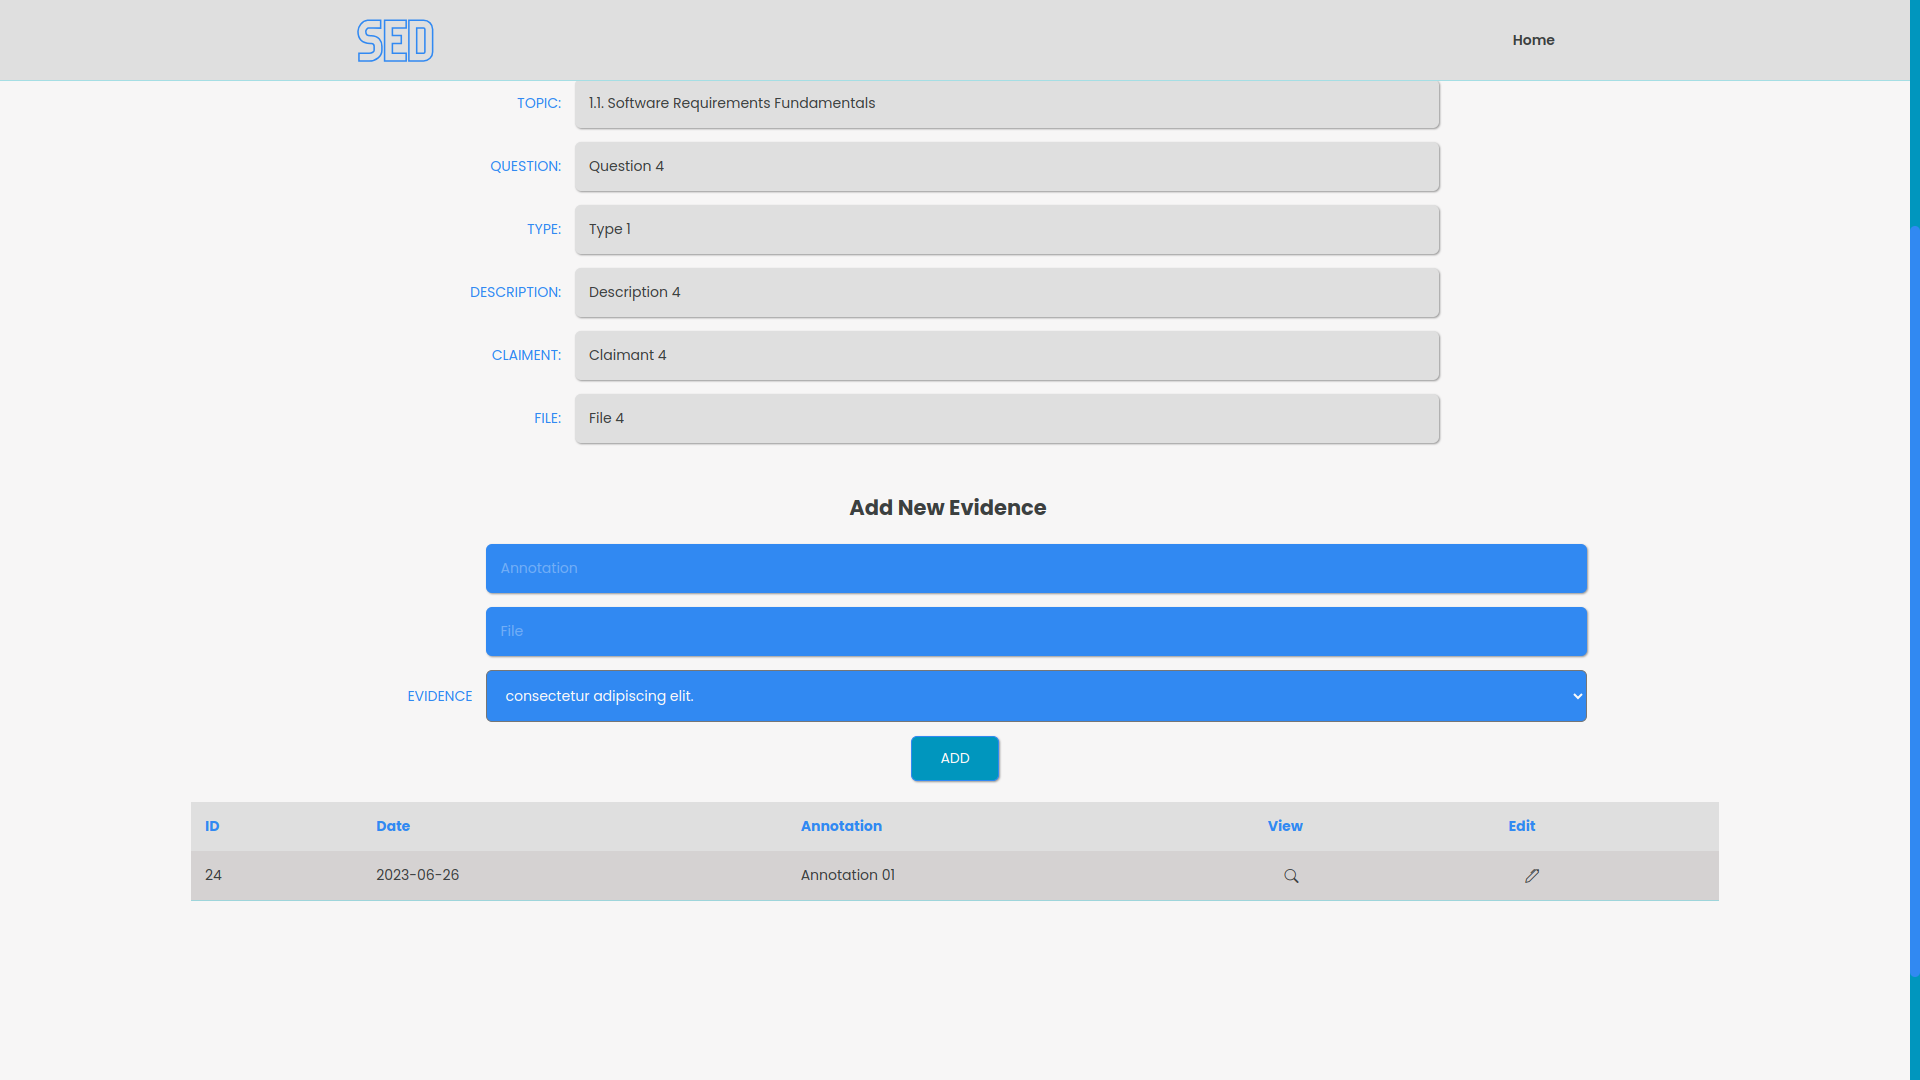 SED
Home
TOPIC: 1.1. Software Requirements Fundamentals
QUESTION: Question 4
TYPE: Type 1
DESCRIPTION: Description 4
CLAIMENT: Claimant 4
FILE: File 4
Add New Evidence
Annotation
File
EVIDENCE consectetur adipiscing elit.
ADD
ID Date Annotation View Edit
24 2023-06-26 Annotation 01